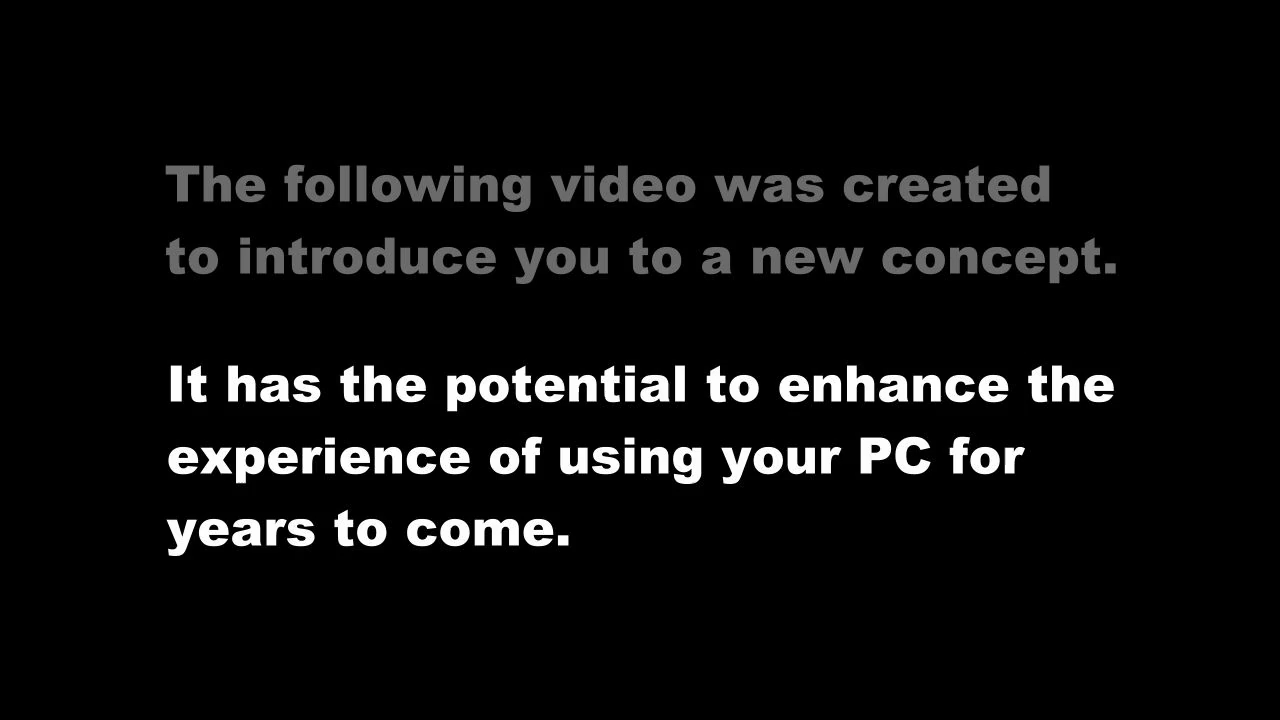 The following video was created
to introduce you to a new concept.
It has the potential to enhance the
experience of using your PC for
years to come.